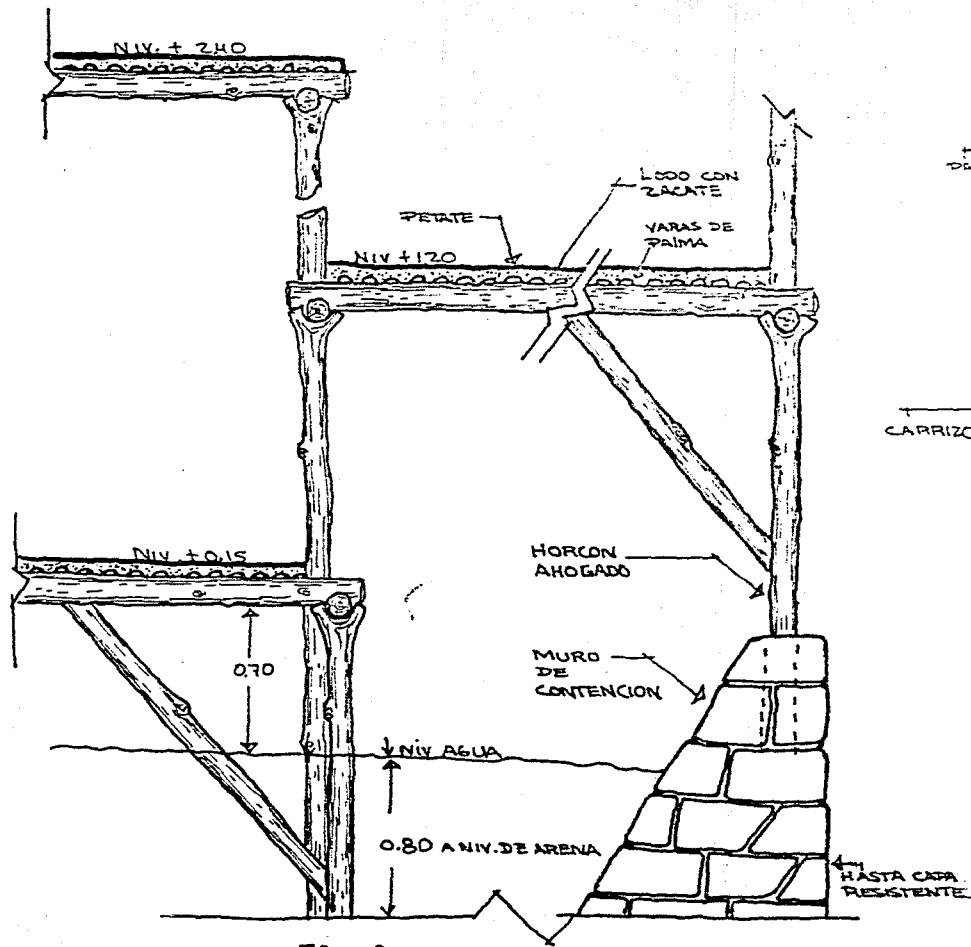 NIV. + 2.40
LODO CON
ZACATE
PETATE
VARAS DE
PALMA
NIV + 1.20
CARRIZO
NIV. + 0.15
HORCON
AHOGADO
0.70
MURO
DE
CONTENCION
NIV AGUA
0.80 A NIV. DE ARENA
HASTA CAPA
RESISTENTE